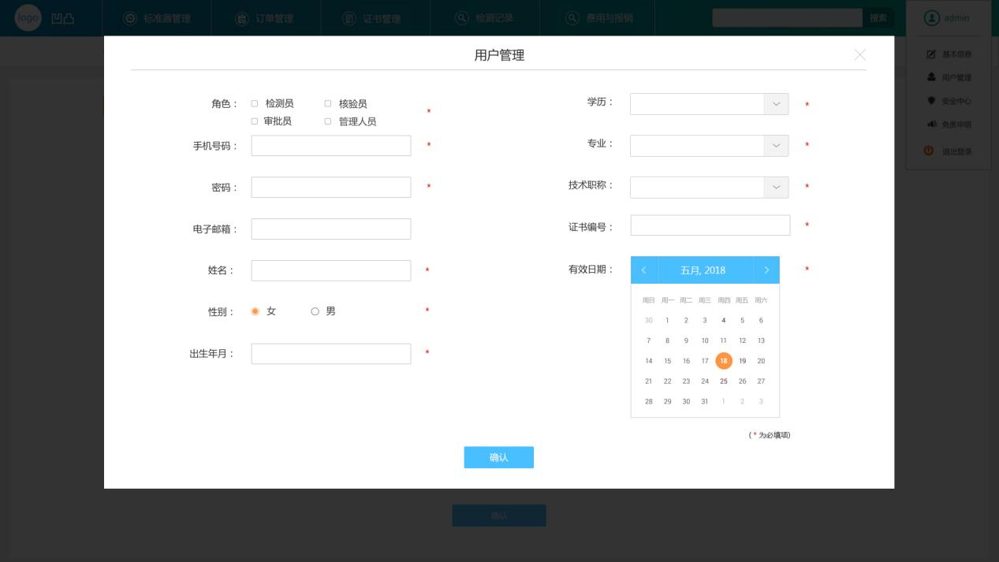 logo 凹凸 标准器管理 订单管理 证书管理 检测记录 费用与报销 搜索 admin
基本信息
用户管理
安全中心
免责申明
退出登录
用户管理
角色： 检测员 核验员 *
审批员 管理人员
手机号码： *
密码： *
电子邮箱：
姓名： *
性别： 女 男 *
出生年月： *
学历： *
专业： *
技术职称： *
证书编号： *
有效日期： 五月, 2018 *
周日 周一 周二 周三 周四 周五 周六
30 1 2 3 4 5 6
7 8 9 10 11 12 13
14 15 16 17 18 19 20
21 22 23 24 25 26 27
28 29 30 31 1 2 3
( * 为必填项)
确认
确认